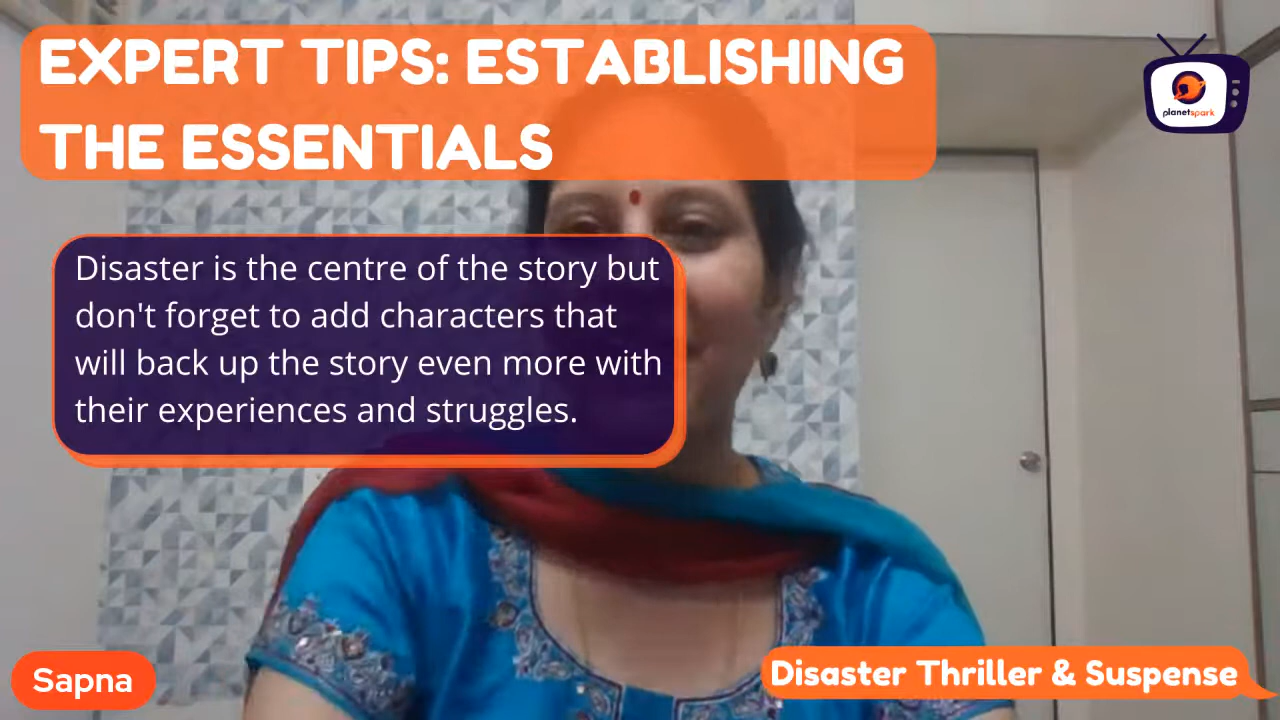 EXPERT TIPS: ESTABLISHING
THE ESSENTIALS
planetspark
Disaster is the centre of the story but
don't forget to add characters that
will back up the story even more with
their experiences and struggles.
Sapna
Disaster Thriller & Suspense